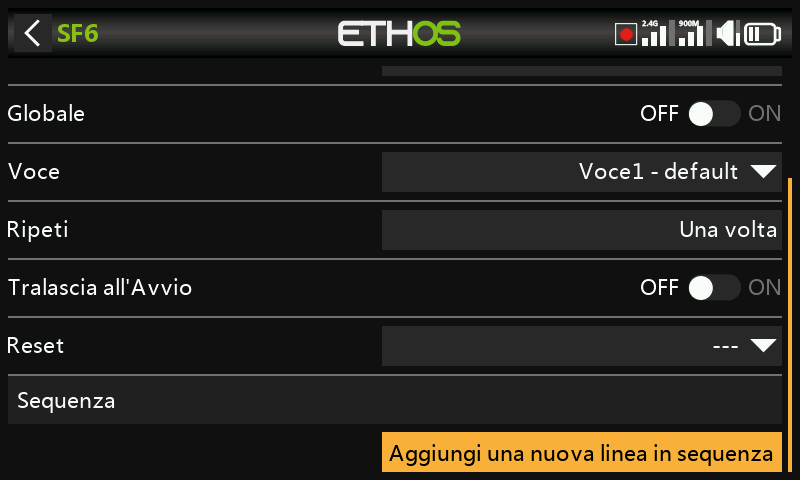 SF6
ETHOS
2.4G 900M
Globale OFF ON
Voce Voce1 - default
Ripeti Una volta
Tralascia all'Avvio OFF ON
Reset ---
Sequenza
Aggiungi una nuova linea in sequenza